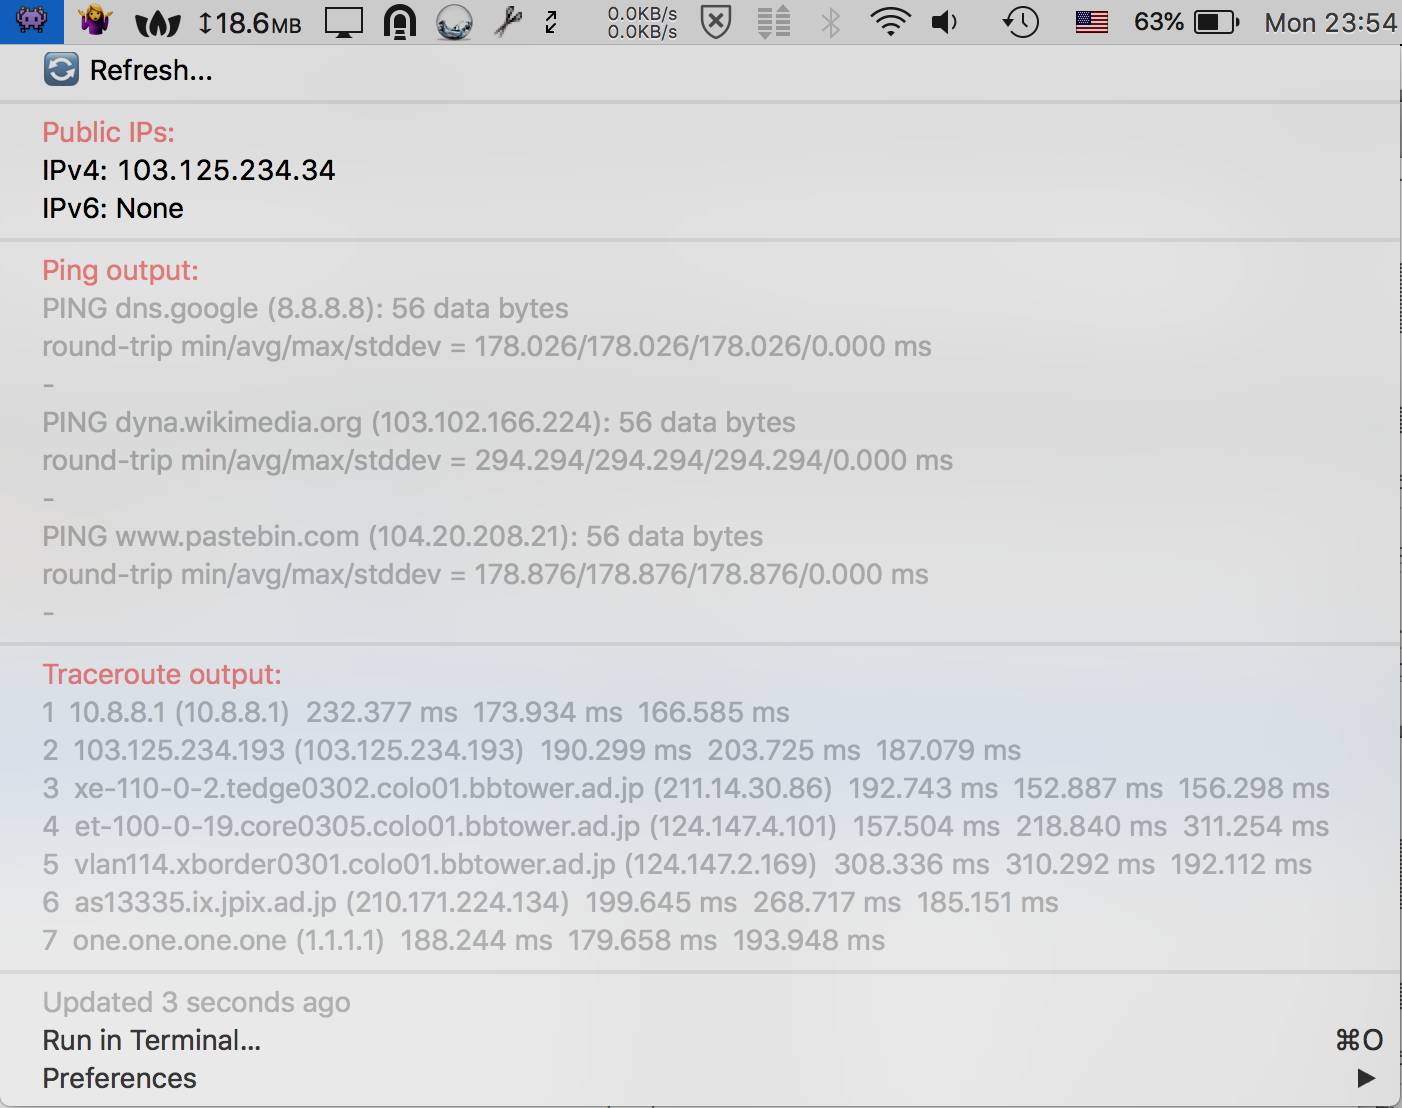 ↕18.6MB 0.0KB/s 63% Mon 23:54
0.0KB/s
Refresh...
Public IPs:
IPv4: 103.125.234.34
IPv6: None
Ping output:
PING dns.google (8.8.8.8): 56 data bytes
round-trip min/avg/max/stddev = 178.026/178.026/178.026/0.000 ms
-
PING dyna.wikimedia.org (103.102.166.224): 56 data bytes
round-trip min/avg/max/stddev = 294.294/294.294/294.294/0.000 ms
-
PING www.pastebin.com (104.20.208.21): 56 data bytes
round-trip min/avg/max/stddev = 178.876/178.876/178.876/0.000 ms
-
Traceroute output:
1 10.8.8.1 (10.8.8.1) 232.377 ms 173.934 ms 166.585 ms
2 103.125.234.193 (103.125.234.193) 190.299 ms 203.725 ms 187.079 ms
3 xe-110-0-2.tedge0302.colo01.bbtower.ad.jp (211.14.30.86) 192.743 ms 152.887 ms 156.298 ms
4 et-100-0-19.core0305.colo01.bbtower.ad.jp (124.147.4.101) 157.504 ms 218.840 ms 311.254 ms
5 vlan114.xborder0301.colo01.bbtower.ad.jp (124.147.2.169) 308.336 ms 310.292 ms 192.112 ms
6 as13335.ix.jpix.ad.jp (210.171.224.134) 199.645 ms 268.717 ms 185.151 ms
7 one.one.one.one (1.1.1.1) 188.244 ms 179.658 ms 193.948 ms
Updated 3 seconds ago
Run in Terminal... ⌘O
Preferences